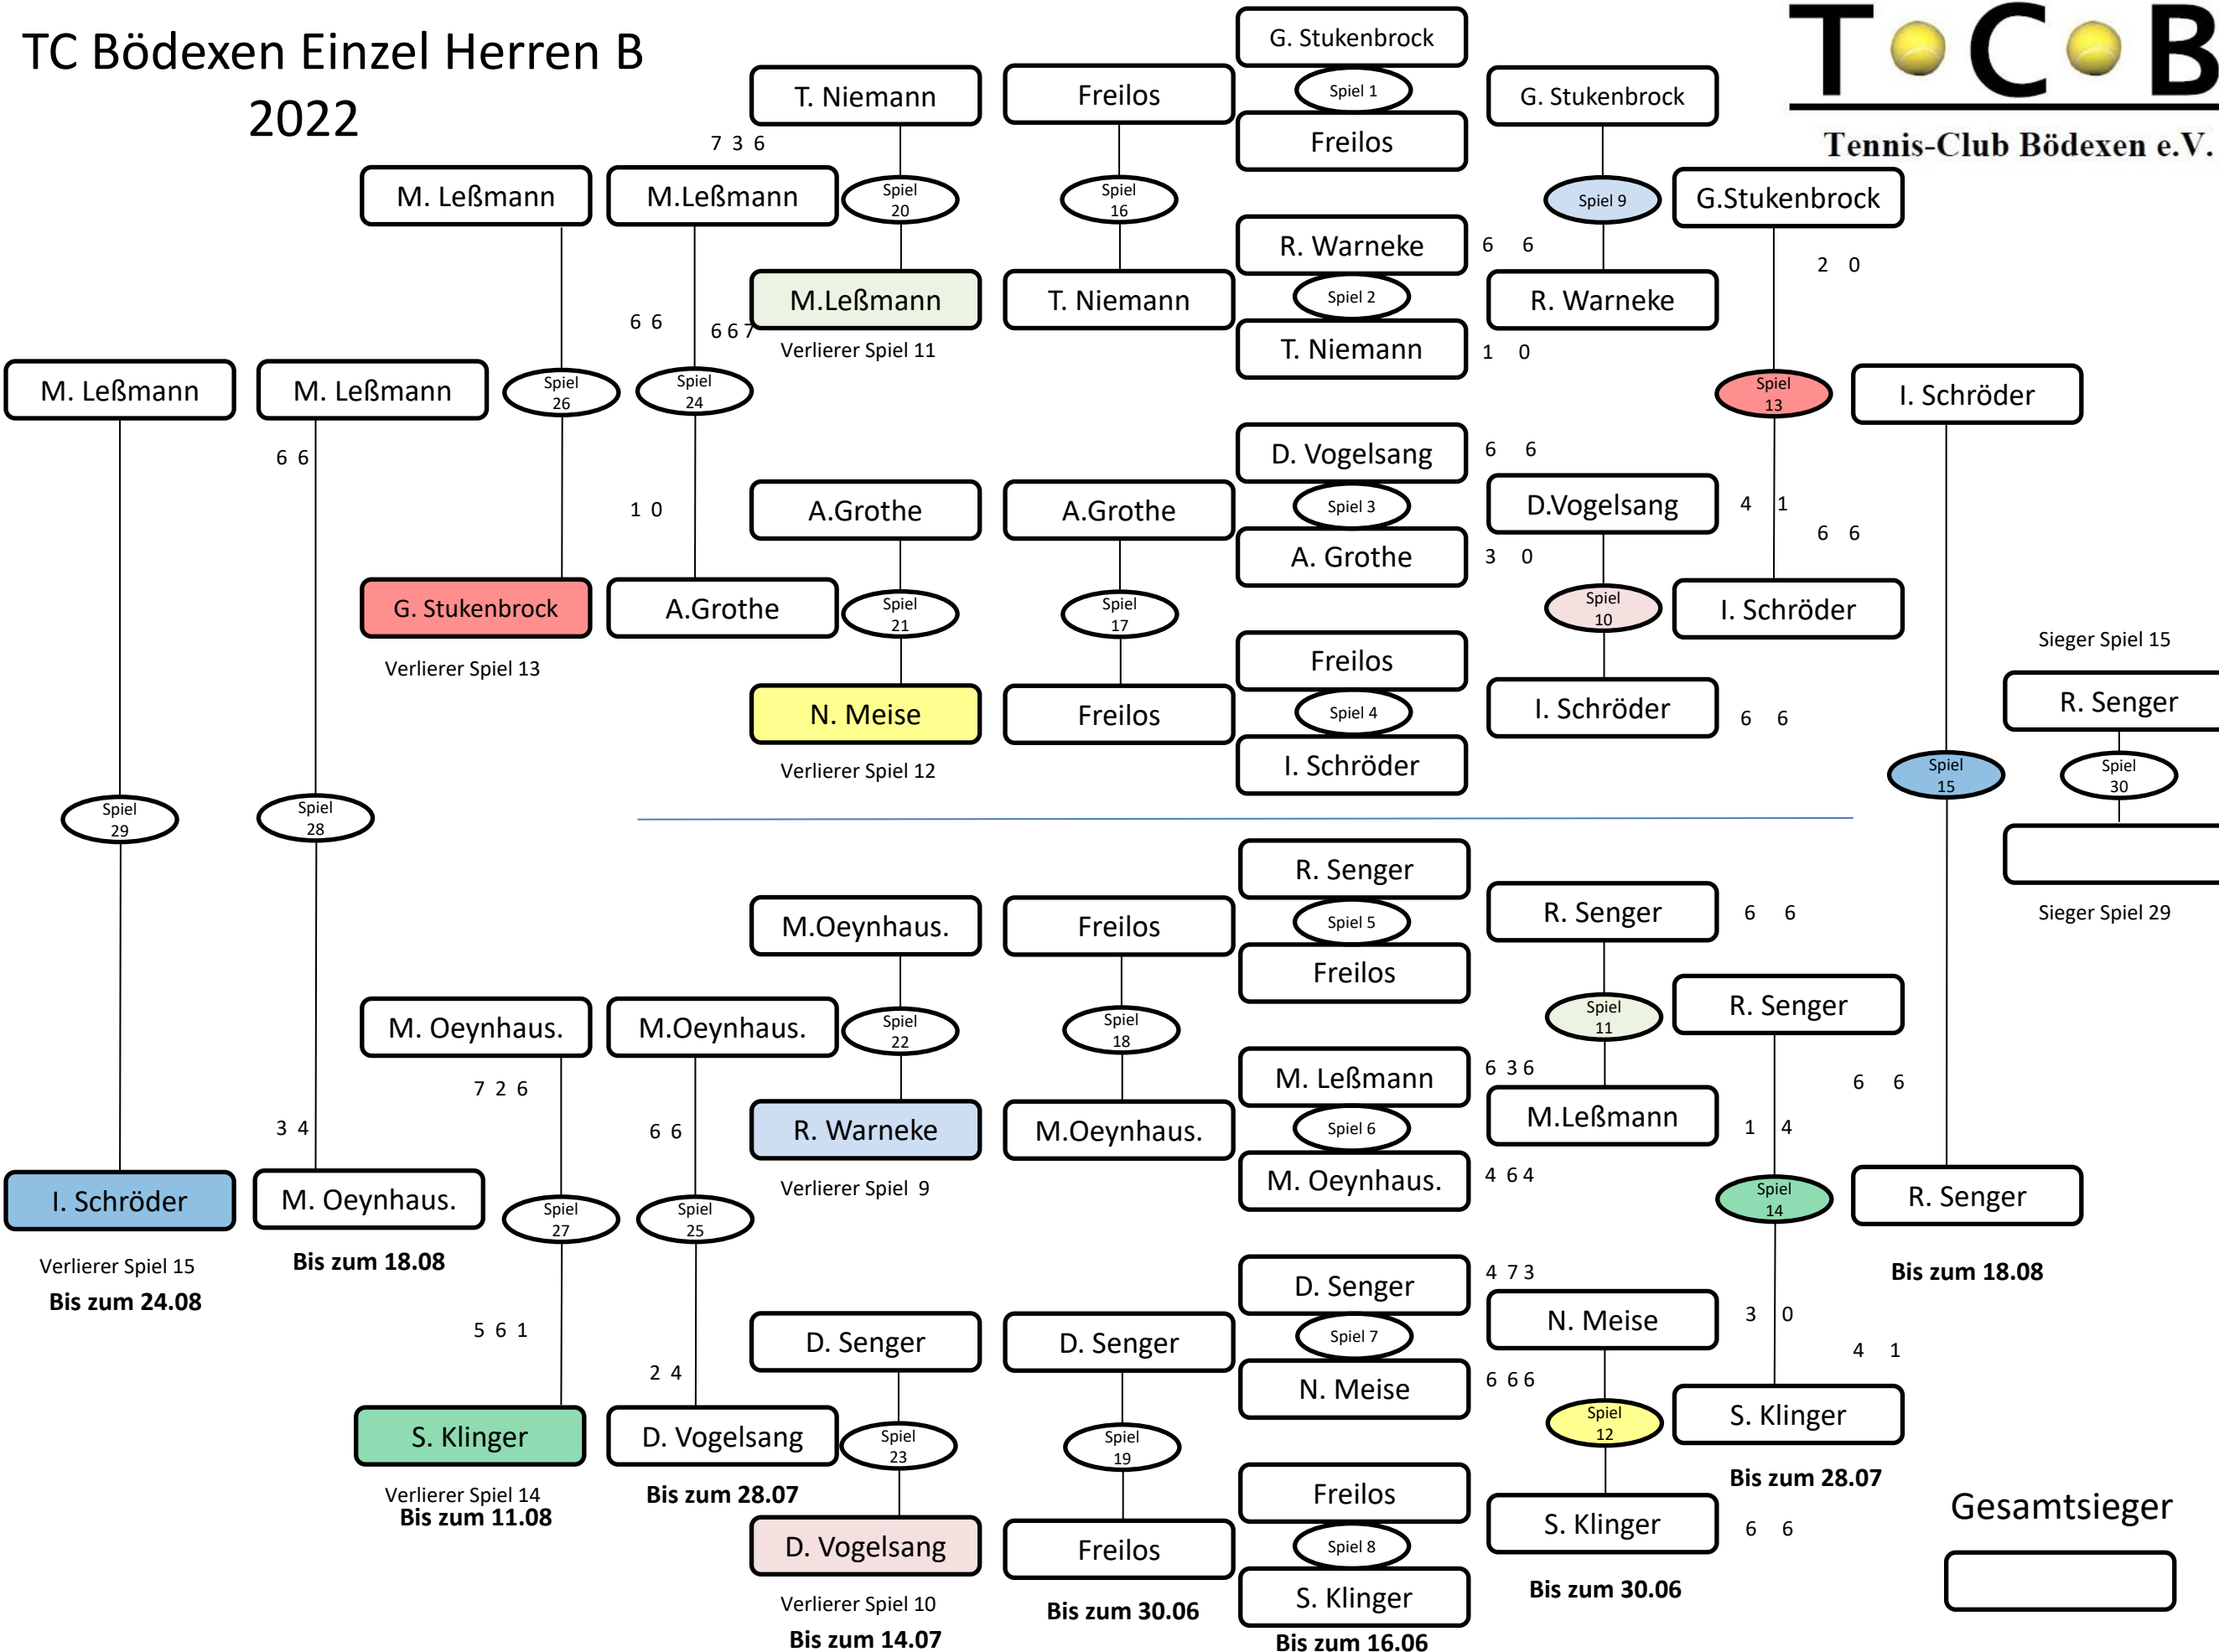 TC Bödexen Einzel Herren B
2022
T C B
Tennis-Club Bödexen e.V.
M. Leßmann
Spiel
29
I. Schröder
Verlierer Spiel 15
Bis zum 24.08
M. Leßmann
6 6
Spiel
28
3 4
M. Oeynhaus.
Bis zum 18.08
M. Leßmann
Spiel
26
G. Stukenbrock
Verlierer Spiel 13
M. Oeynhaus.
7 2 6
Spiel
27
5 6 1
S. Klinger
Verlierer Spiel 14
Bis zum 11.08
7 3 6
M.Leßmann
6 6
6 6 7
Spiel
24
1 0
A.Grothe
M.Oeynhaus.
6 6
Spiel
25
2 4
D. Vogelsang
Bis zum 28.07
T. Niemann
Spiel
20
M.Leßmann
Verlierer Spiel 11
A.Grothe
Spiel
21
N. Meise
Verlierer Spiel 12
M.Oeynhaus.
Spiel
22
R. Warneke
Verlierer Spiel 9
D. Senger
Spiel
23
D. Vogelsang
Verlierer Spiel 10
Bis zum 14.07
Freilos
Spiel
16
T. Niemann
A.Grothe
Spiel
17
Freilos
Freilos
Spiel
18
M.Oeynhaus.
D. Senger
Spiel
19
Freilos
Bis zum 30.06
G. Stukenbrock
Spiel 1
Freilos
R. Warneke 6 6
Spiel 2
T. Niemann 1 0
D. Vogelsang 6 6
Spiel 3
A. Grothe 3 0
Freilos
Spiel 4
I. Schröder
R. Senger
Spiel 5
Freilos
M. Leßmann 6 3 6
Spiel 6
M. Oeynhaus. 4 6 4
D. Senger 4 7 3
Spiel 7
N. Meise 6 6 6
Freilos
Spiel 8
S. Klinger
Bis zum 16.06
G. Stukenbrock
Spiel 9
R. Warneke
D.Vogelsang 4 1
Spiel
10
I. Schröder 6 6
R. Senger 6 6
Spiel
11
M.Leßmann 1 4
N. Meise 3 0
Spiel
12
S. Klinger 6 6
Bis zum 30.06
G.Stukenbrock
2 0
Spiel
13
6 6
I. Schröder
R. Senger
6 6
Spiel
14
4 1
S. Klinger
Bis zum 28.07
I. Schröder
Spiel
15
R. Senger
Bis zum 18.08
Sieger Spiel 15
R. Senger
Spiel
30
Sieger Spiel 29
Gesamtsieger